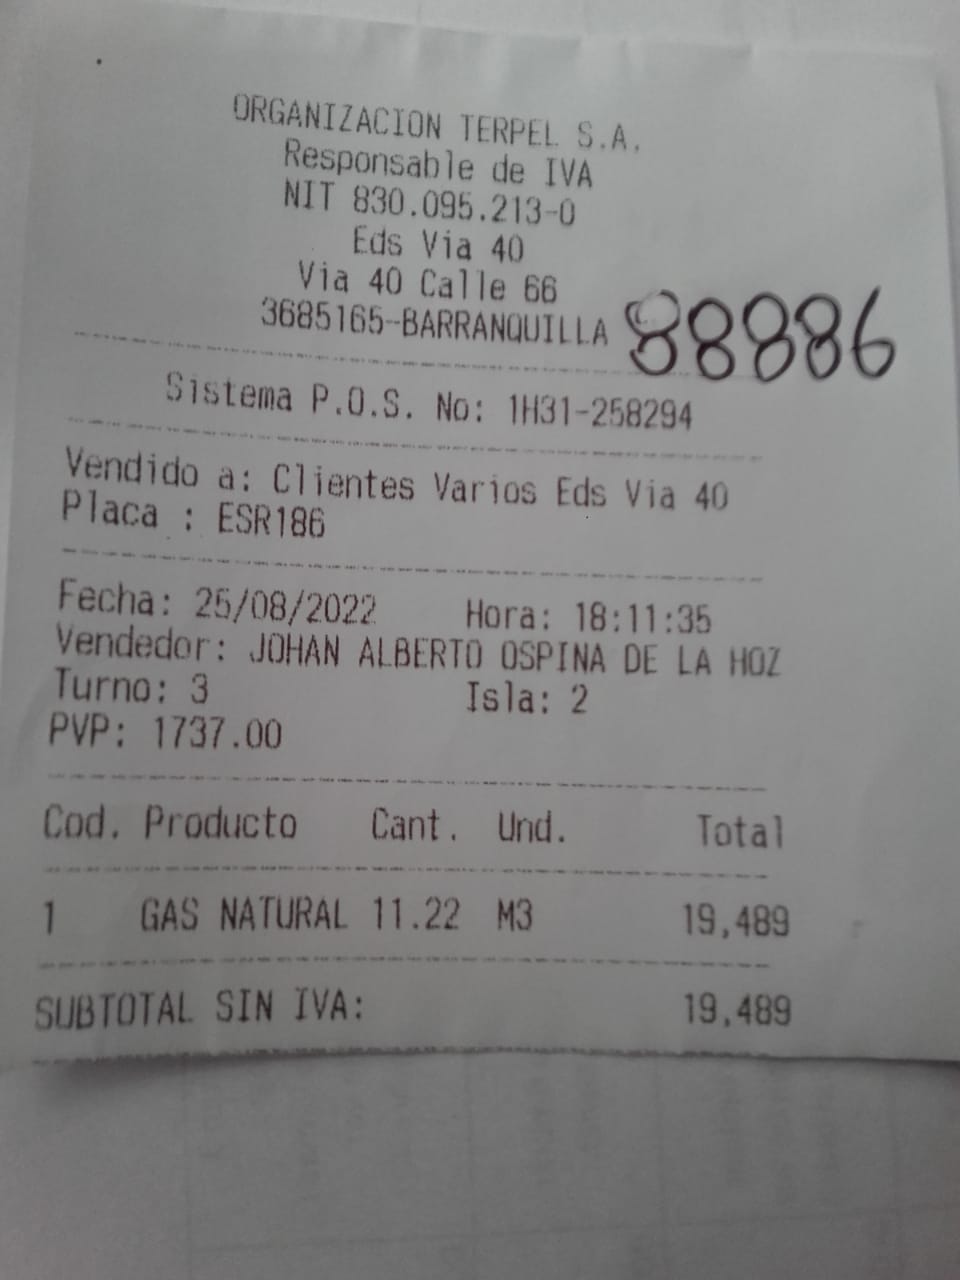 ORGANIZACION TERPEL S.A.
Responsable de IVA
NIT 830.095.213-0
Eds Via 40
Via 40 Calle 66
3685165-BARRANQUILLA 88886
Sistema P.O.S. No: 1H31-258294
Vendido a: Clientes Varios Eds Via 40
Placa : ESR186
Fecha: 25/08/2022 Hora: 18:11:35
Vendedor: JOHAN ALBERTO OSPINA DE LA HOZ
Turno: 3 Isla: 2
PVP: 1737.00
Cod. Producto Cant. Und. Total
1 GAS NATURAL 11.22 M3 19,489
SUBTOTAL SIN IVA: 19,489